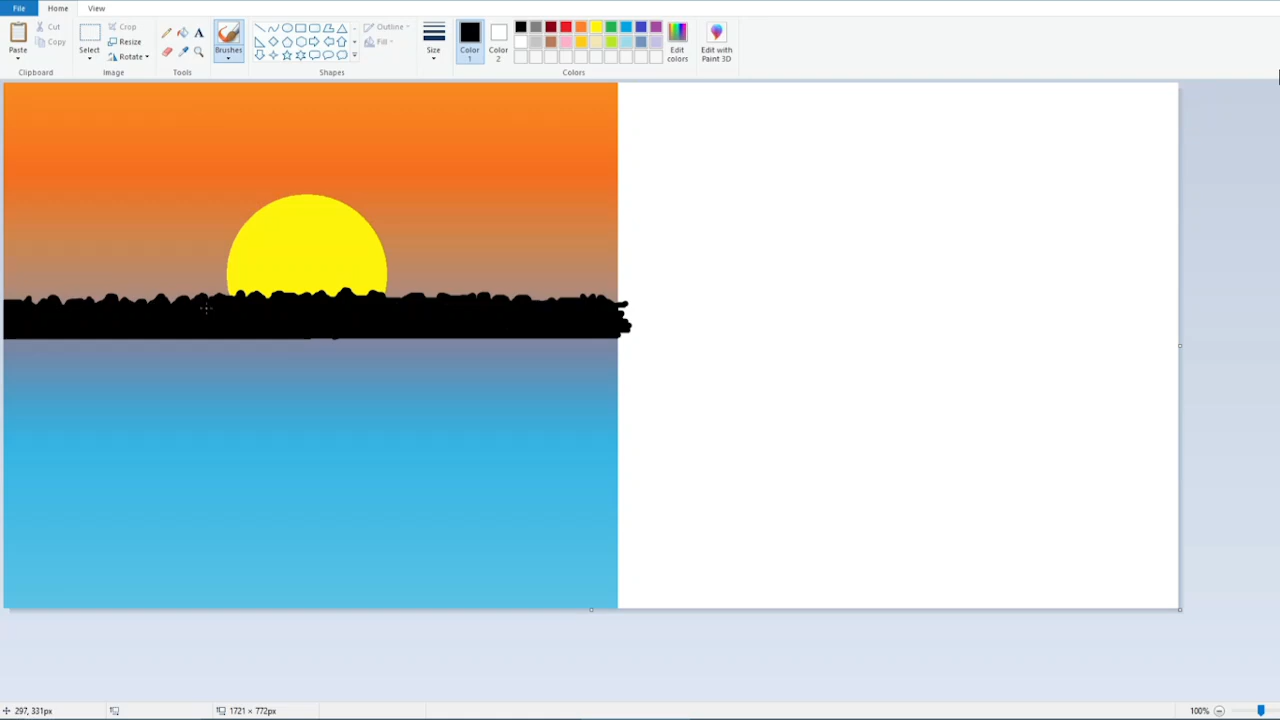 File Home View
Paste
Cut
Copy
Clipboard
Select
Crop
Resize
Rotate
Image
A
Tools
Brushes
Outline
Fill
Shapes
Size
Color
1
Color
2
Edit
colors
Colors
Edit with
Paint 3D
297, 331px
1721 × 772px
100%